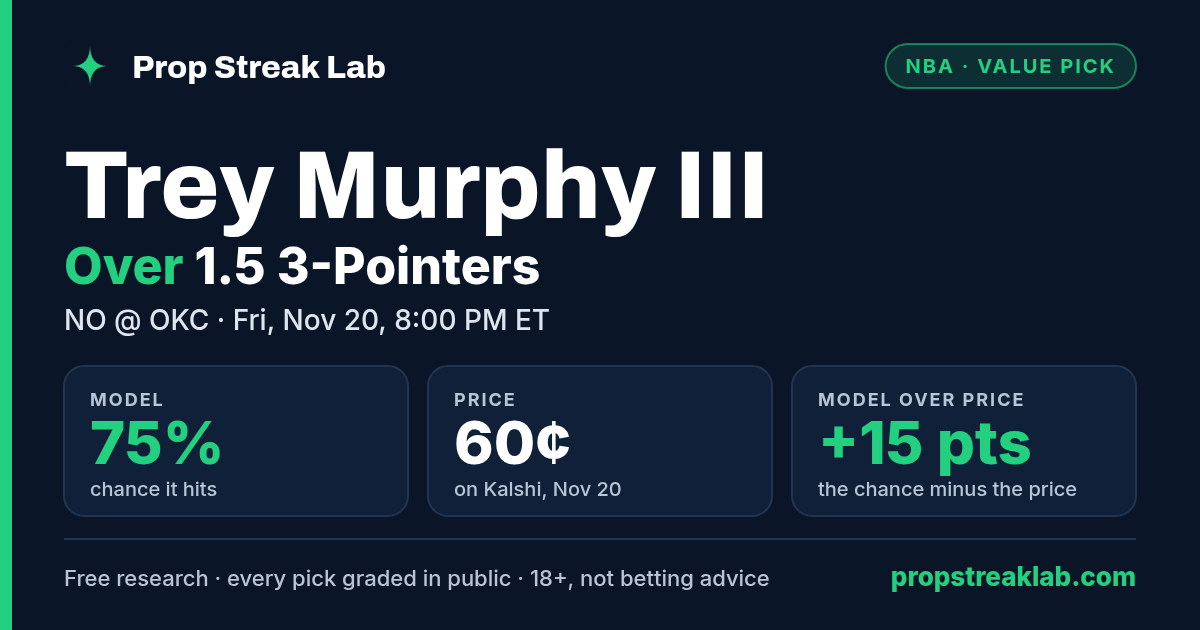 Prop Streak Lab
NBA · VALUE PICK
Trey Murphy III
Over 1.5 3-Pointers
NO @ OKC · Fri, Nov 20, 8:00 PM ET
MODEL
75%
chance it hits
PRICE
60¢
on Kalshi, Nov 20
MODEL OVER PRICE
+15 pts
the chance minus the price
Free research · every pick graded in public · 18+, not betting advice
propstreaklab.com